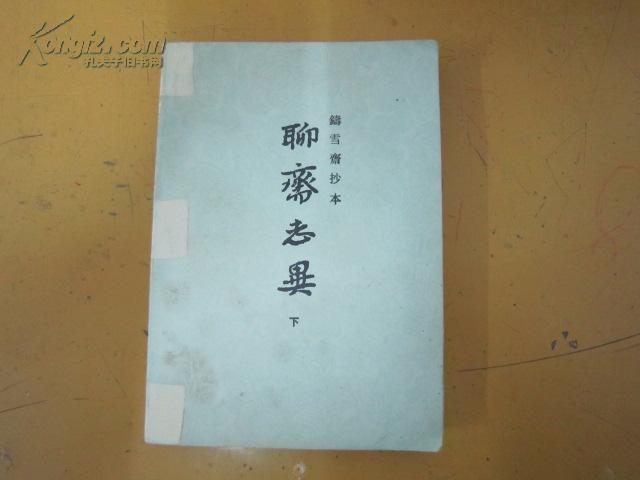 Kongfz.com
孔夫子旧书网
鑄雪齋抄本
聊齋志異
下